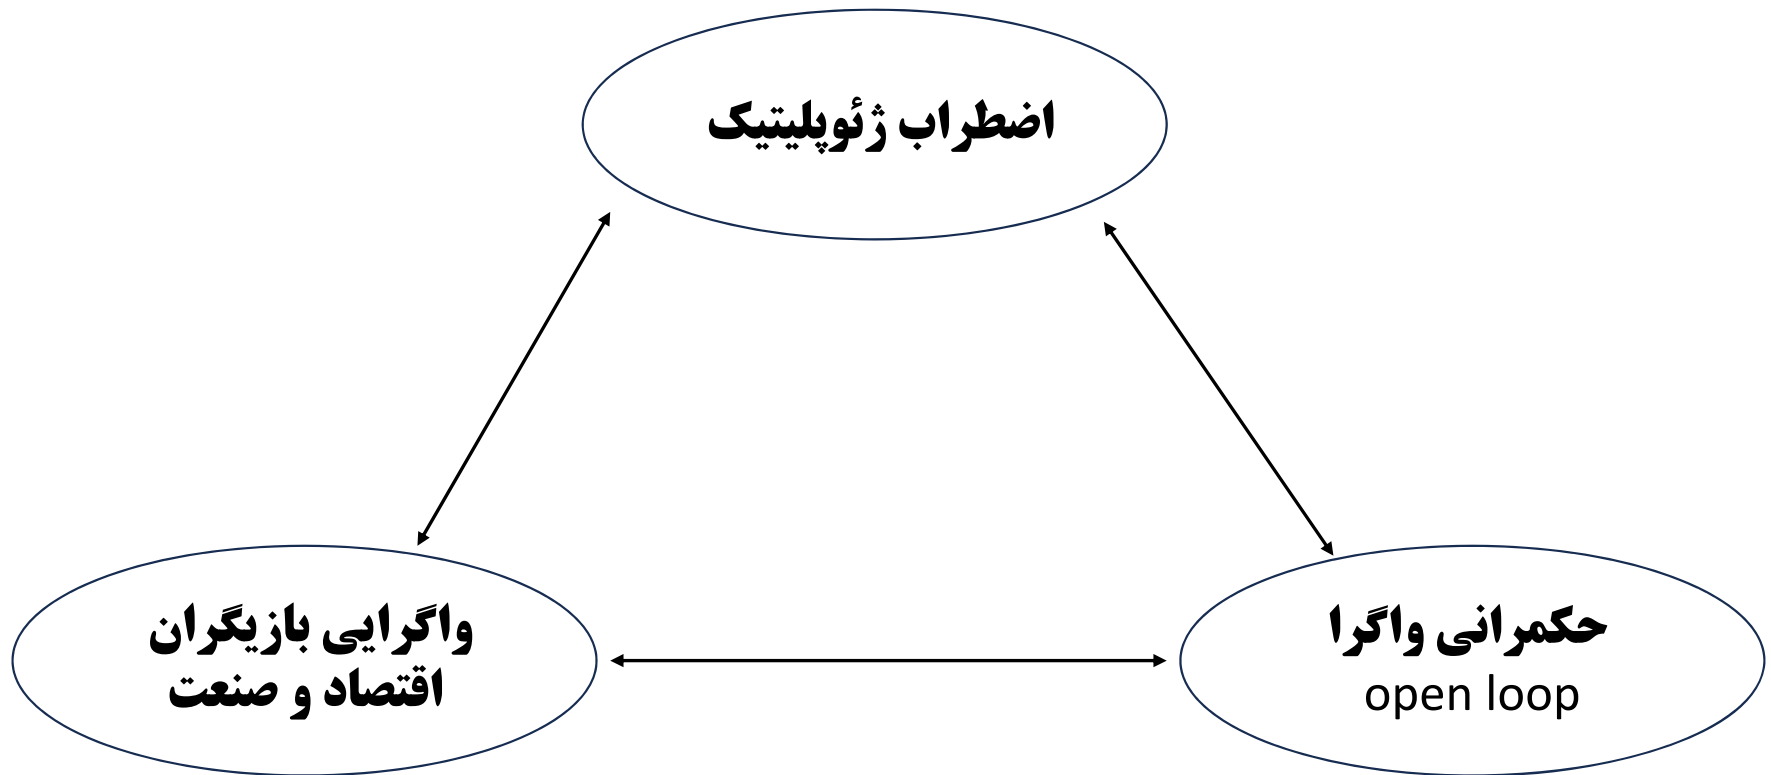 اضطراب ژئوپلیتیک
حکمرانی واگرا
open loop
واگرایی بازیگران
اقتصاد و صنعت